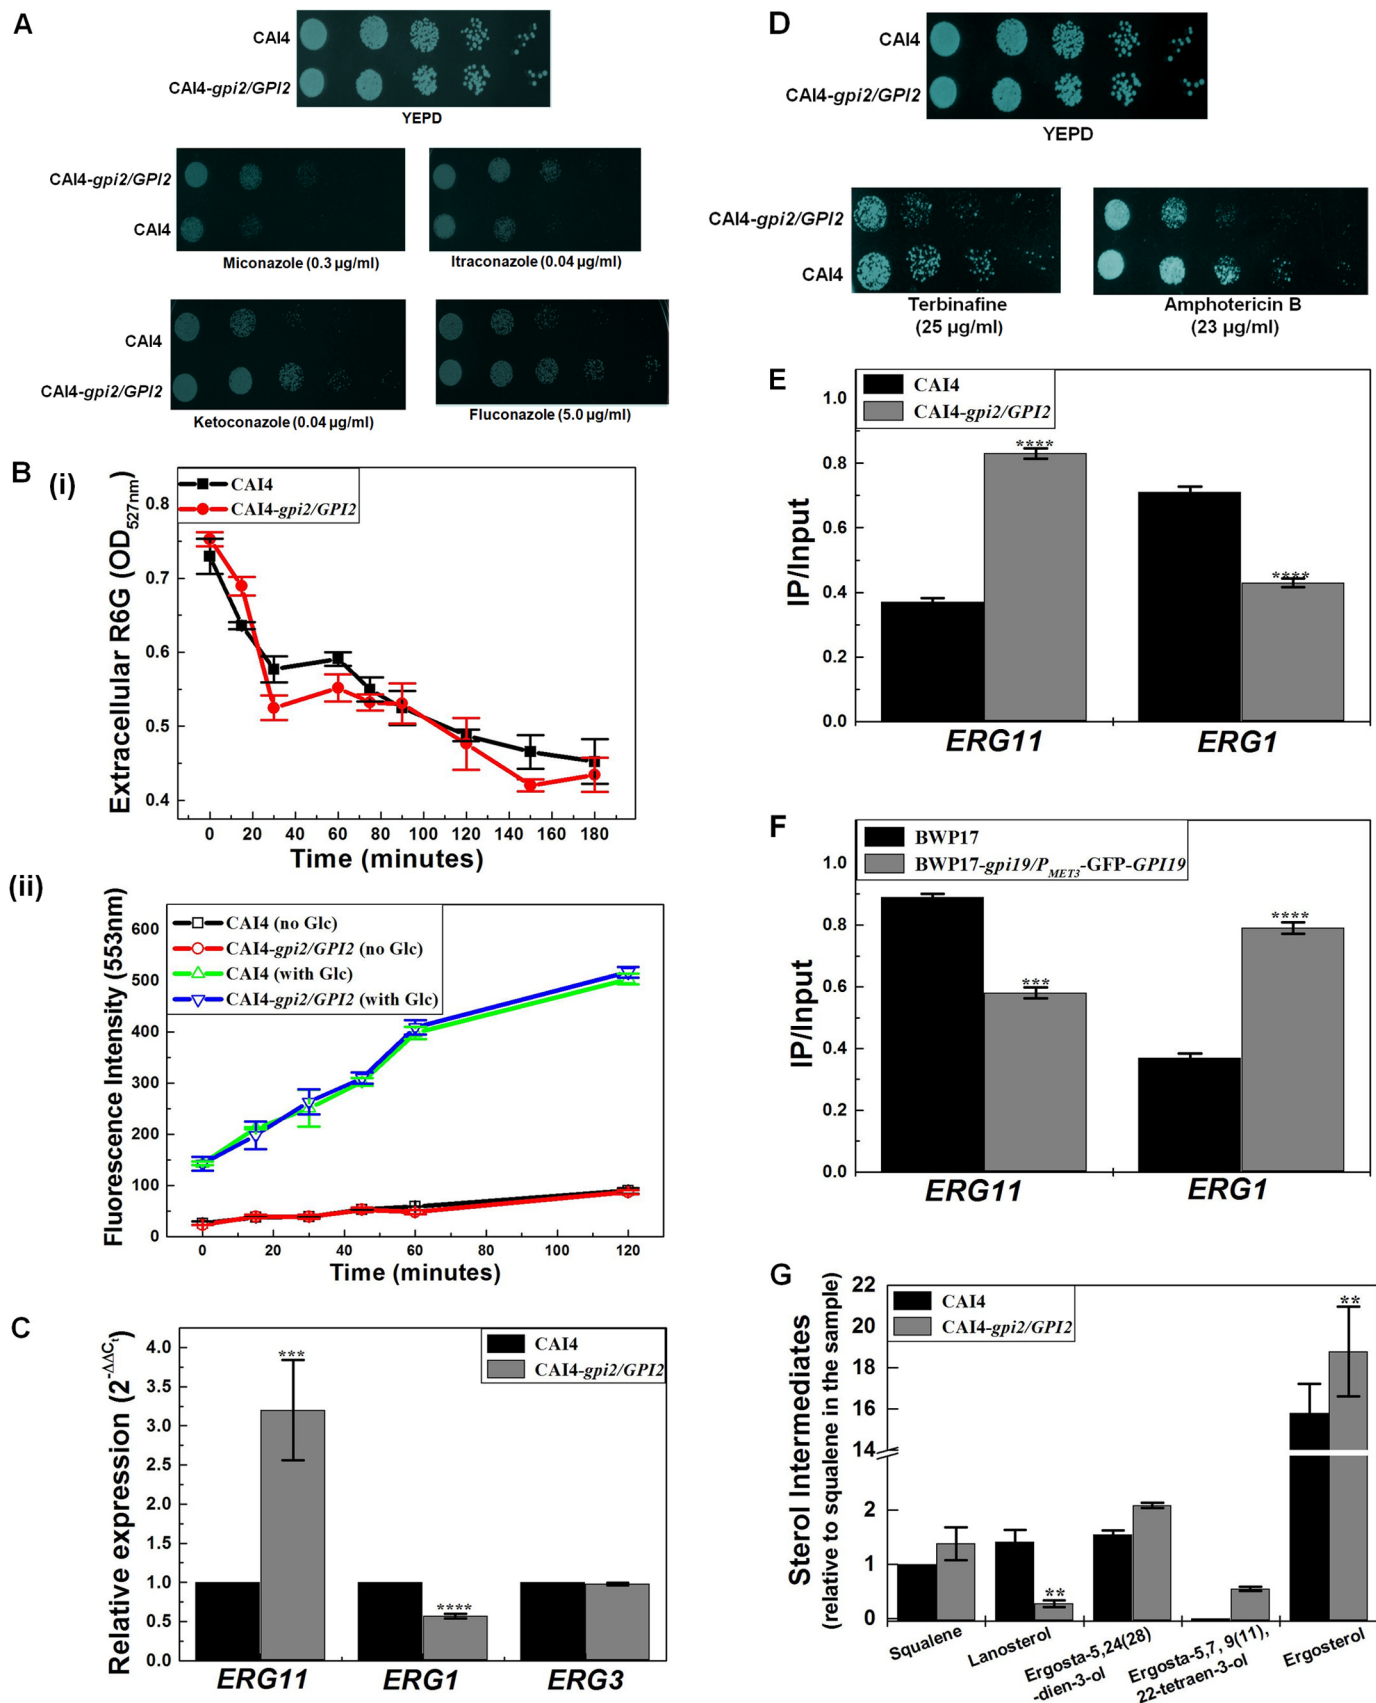 A
CAI4
CAI4-gpi2/GPI2
YEPD
CAI4-gpi2/GPI2
CAI4
Miconazole (0.3 µg/ml)
Itraconazole (0.04 µg/ml)
CAI4
CAI4-gpi2/GPI2
Ketoconazole (0.04 µg/ml)
Fluconazole (5.0 µg/ml)
B
(i)
CAI4
CAI4-gpi2/GPI2
Extracellular R6G (OD527nm)
0.8
0.7
0.6
0.5
0.4
0 20 40 60 80 100 120 140 160 180
Time (minutes)
(ii)
CAI4 (no Glc)
CAI4-gpi2/GPI2 (no Glc)
CAI4 (with Glc)
CAI4-gpi2/GPI2 (with Glc)
Fluorescence Intensity (553nm)
600
500
400
300
200
100
0
0 20 40 60 80 100 120
Time (minutes)
C
CAI4
CAI4-gpi2/GPI2
Relative expression (2-ΔΔCt)
4.0
3.5
3.0
2.5
2.0
1.5
1.0
0.5
0.0
***
****
ERG11 ERG1 ERG3
D
CAI4
CAI4-gpi2/GPI2
YEPD
CAI4-gpi2/GPI2
CAI4
Terbinafine
(25 µg/ml)
Amphotericin B
(23 µg/ml)
E
CAI4
CAI4-gpi2/GPI2
IP/Input
1.0
0.8
0.6
0.4
0.2
0.0
****
****
ERG11 ERG1
F
BWP17
BWP17-gpi19/PMET3-GFP-GPI19
IP/Input
1.0
0.8
0.6
0.4
0.2
0.0
***
****
ERG11 ERG1
G
CAI4
CAI4-gpi2/GPI2
Sterol Intermediates
(relative to squalene in the sample)
22
20
18
16
14
2
1
0
**
**
Squalene
Lanosterol
Ergosta-5,24(28)
-dien-3-ol
Ergosta-5,7, 9(11),
22-tetraen-3-ol
Ergosterol